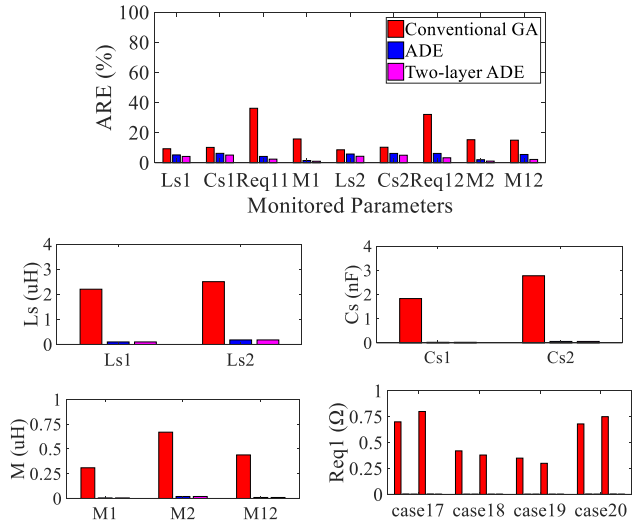 100
80
60
40
20
0
ARE (%)
Conventional GA
ADE
Two-layer ADE
Ls1 Cs1 Req11 M1 Ls2 Cs2 Req12 M2 M12
Monitored Parameters
4
3
2
1
0
Ls (uH)
Ls1 Ls2
4
3
2
1
0
Cs (nF)
Cs1 Cs2
1
0.75
0.5
0.25
0
M (uH)
M1 M2 M12
1
0.75
0.5
0.25
0
Req1 (Ω)
case17 case18 case19 case20